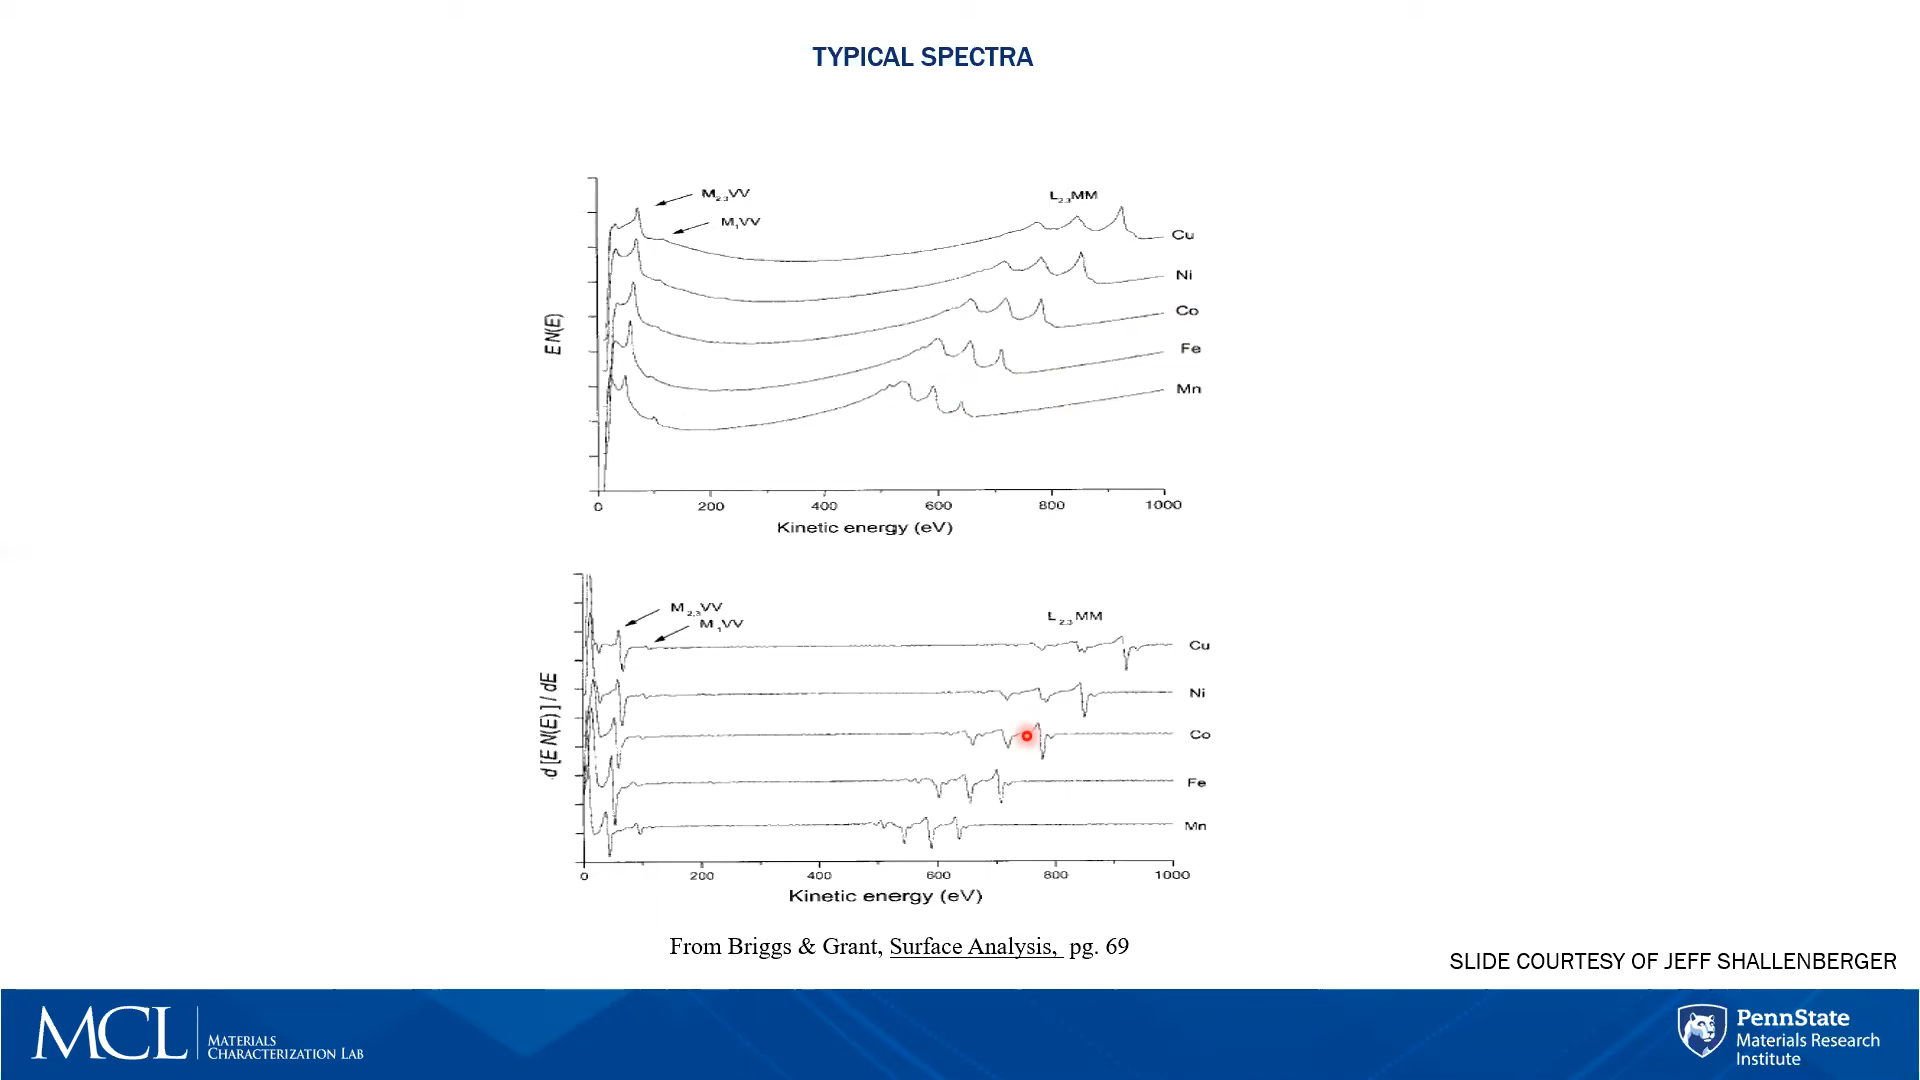 TYPICAL SPECTRA
M2,3VV
M1VV
L2,3MM
Cu
Ni
Co
Fe
Mn
E N(E)
0 200 400 600 800 1000
Kinetic energy (eV)
M2,3VV
M1VV
L2,3MM
Cu
Ni
Co
Fe
Mn
d [E N(E)] / dE
0 200 400 600 800 1000
Kinetic energy (eV)
From Briggs & Grant, Surface Analysis, pg. 69
SLIDE COURTESY OF JEFF SHALLENBERGER
MCL
MATERIALS
CHARACTERIZATION LAB
PennState
Materials Research
Institute